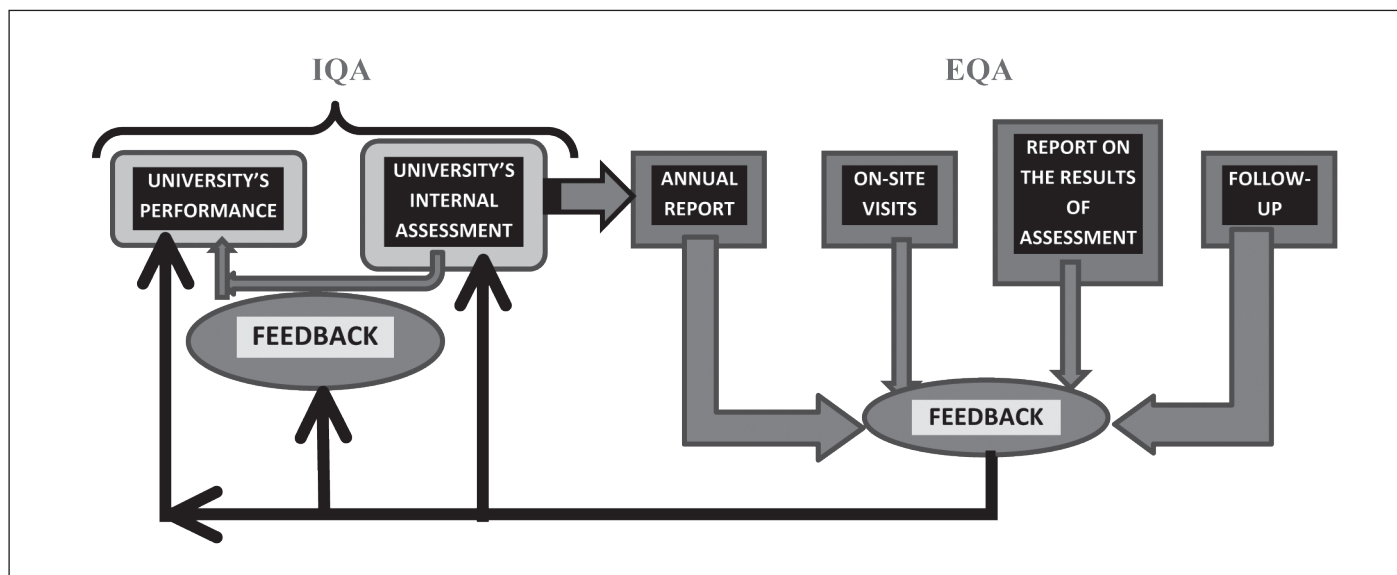 IQA
EQA
UNIVERSITY’S
PERFORMANCE
UNIVERSITY’S
INTERNAL
ASSESSMENT
ANNUAL
REPORT
ON-SITE
VISITS
REPORT ON
THE RESULTS
OF
ASSESSMENT
FOLLOW-
UP
FEEDBACK
FEEDBACK